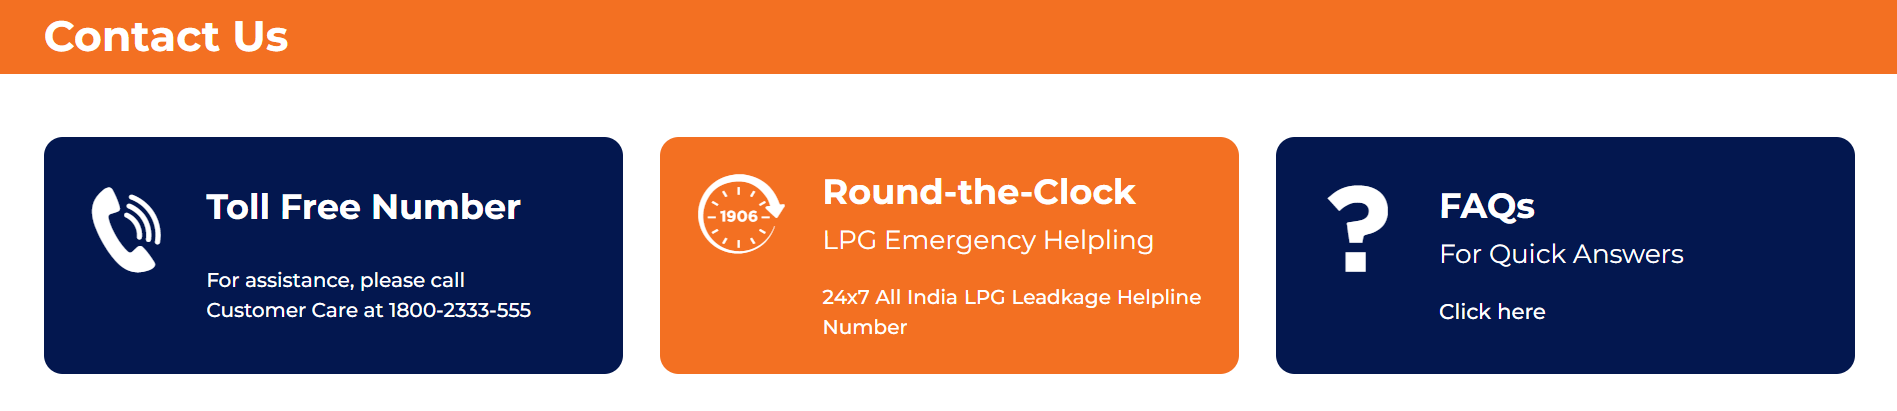 Contact Us
Toll Free Number
For assistance, please call
Customer Care at 1800-2333-555
1906
Round-the-Clock
LPG Emergency Helpling
24x7 All India LPG Leadkage Helpline
Number
?
FAQs
For Quick Answers
Click here